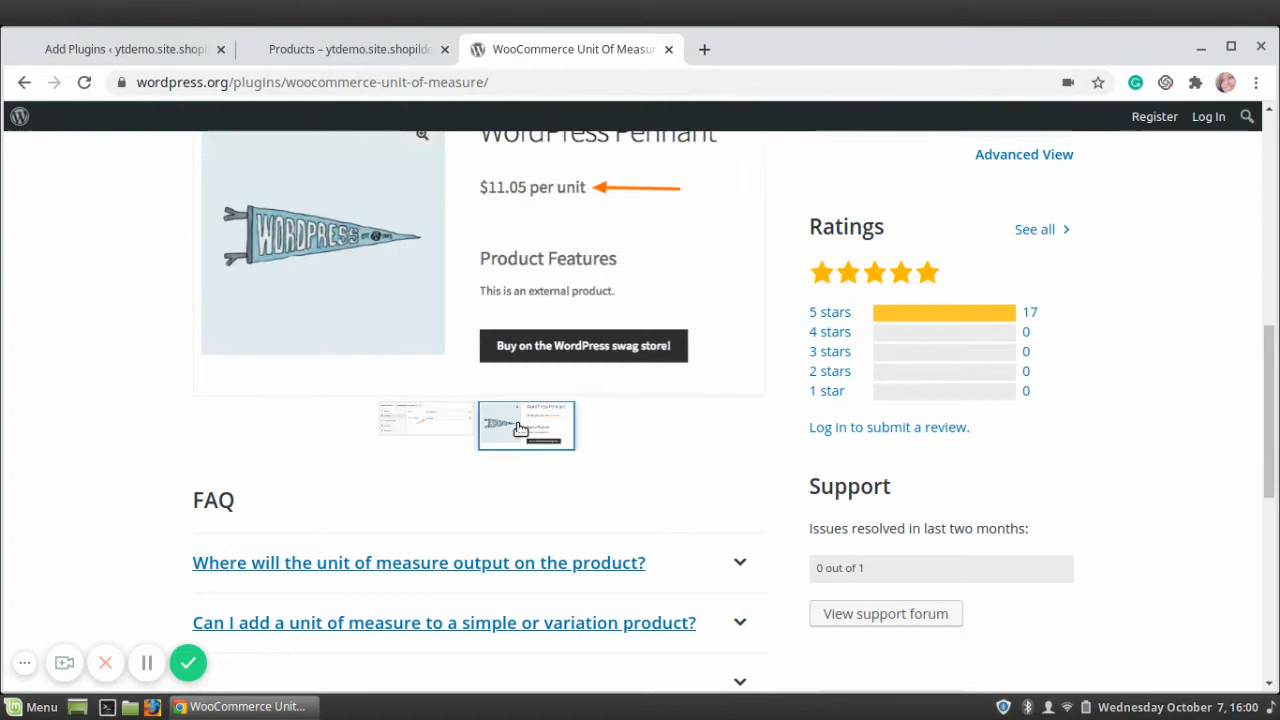 Add Plugins ‹ ytdemo.site.shopi
Products – ytdemo.site.shopild
WooCommerce Unit Of Measu
wordpress.org/plugins/woocommerce-unit-of-measure/
Register
Log In
WordPress Pennant
$11.05 per unit
WORDPRESS
Product Features
This is an external product.
Buy on the WordPress swag store!
Advanced View
Ratings
See all
5 stars 17
4 stars 0
3 stars 0
2 stars 0
1 star 0
Log in to submit a review.
Support
Issues resolved in last two months:
0 out of 1
View support forum
FAQ
Where will the unit of measure output on the product?
Can I add a unit of measure to a simple or variation product?
Menu
WooCommerce Unit...
Wednesday October 7, 16:00